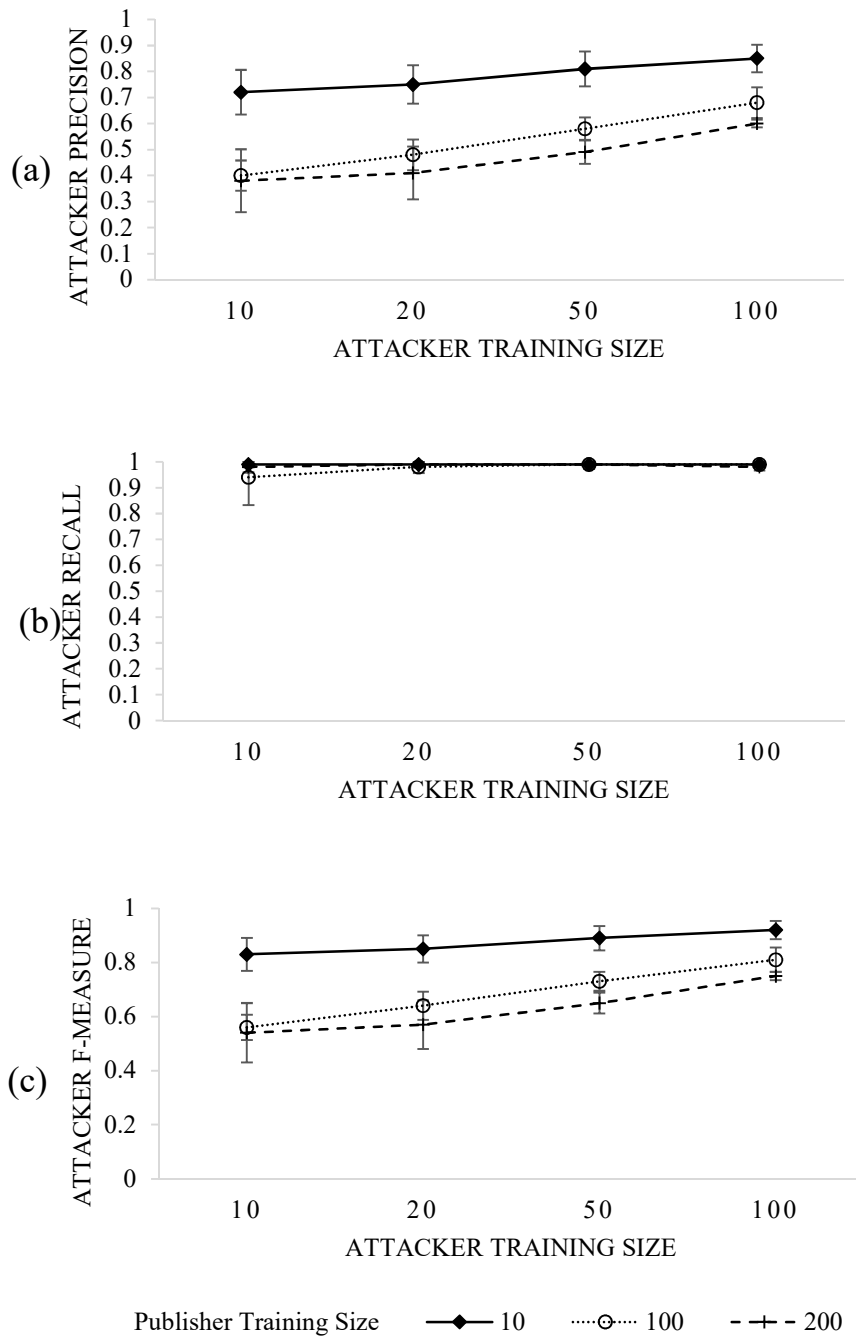 (a)
ATTACKER PRECISION
1
0.9
0.8
0.7
0.6
0.5
0.4
0.3
0.2
0.1
0
10 20 50 100
ATTACKER TRAINING SIZE
(b)
ATTACKER RECALL
1
0.9
0.8
0.7
0.6
0.5
0.4
0.3
0.2
0.1
0
10 20 50 100
ATTACKER TRAINING SIZE
(c)
ATTACKER F-MEASURE
1
0.8
0.6
0.4
0.2
0
10 20 50 100
ATTACKER TRAINING SIZE
Publisher Training Size 10 100 200